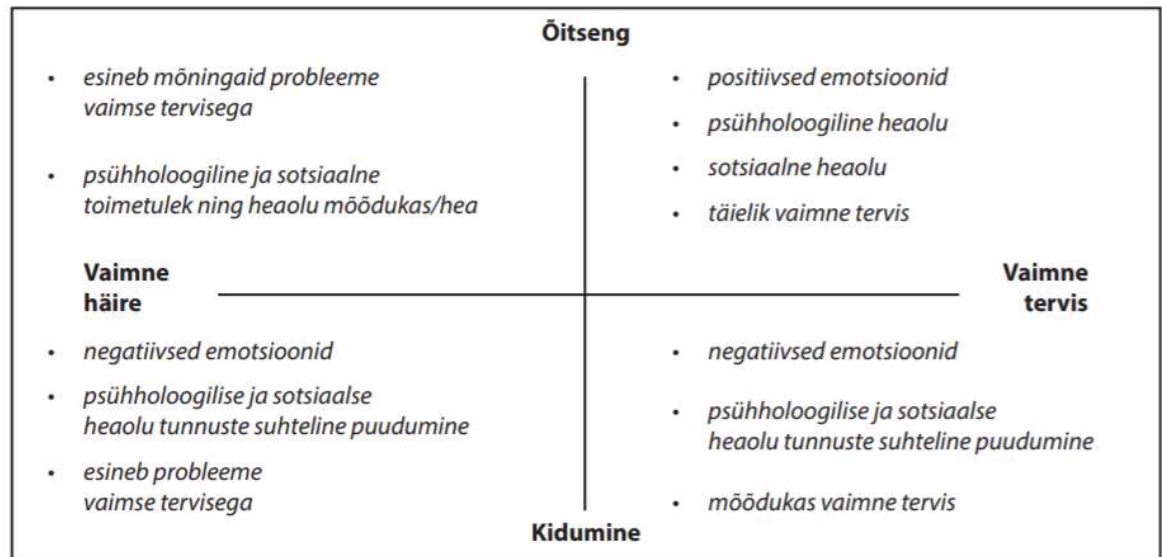 Õitseng
• esineb mõningaid probleeme
vaimse tervisega
• psühholoogiline ja sotsiaalne
toimetulek ning heaolu mõõdukas/hea
• positiivsed emotsioonid
• psühholoogiline heaolu
• sotsiaalne heaolu
• täielik vaimne tervis
Vaimne
häire
Vaimne
tervis
• negatiivsed emotsioonid
• psühholoogilise ja sotsiaalse
heaolu tunnuste suhteline puudumine
• esineb probleeme
vaimse tervisega
• negatiivsed emotsioonid
• psühholoogilise ja sotsiaalse
heaolu tunnuste suhteline puudumine
• mõõdukas vaimne tervis
Kidumine